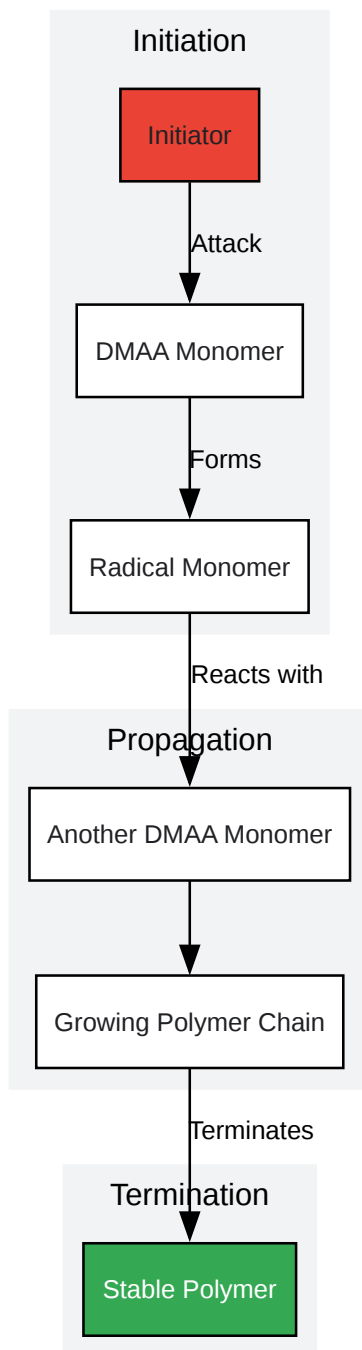 Initiation
Initiator
Attack
DMAA Monomer
Forms
Radical Monomer
Reacts with
Propagation
Another DMAA Monomer
Growing Polymer Chain
Terminates
Termination
Stable Polymer